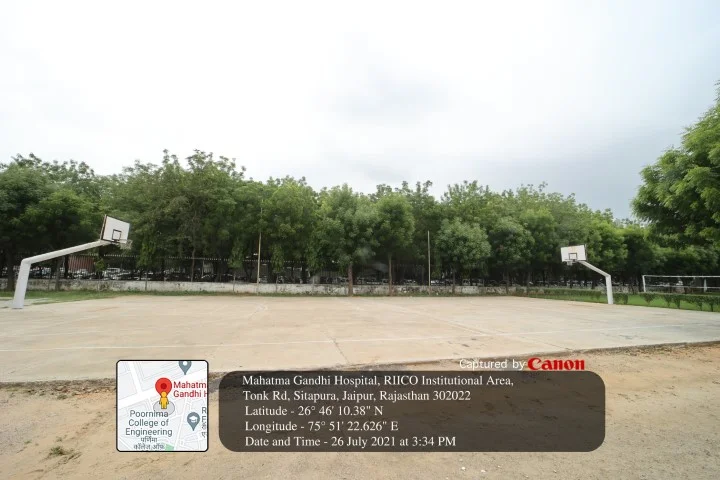 Captured by Canon
Mahatma Gandhi Hospital, RIICO Institutional Area,
Tonk Rd, Sitapura, Jaipur, Rajasthan 302022
Latitude - 26° 46' 10.38" N
Longitude - 75° 51' 22.626" E
Date and Time - 26 July 2021 at 3:34 PM
Mahatma
Gandhi H
Poornima
College of
Engineering
पूर्णिमा